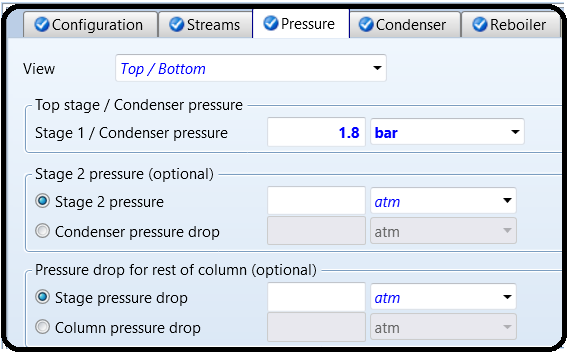 Configuration Streams Pressure Condenser Reboiler
View Top / Bottom
Top stage / Condenser pressure
Stage 1 / Condenser pressure 1.8 bar
Stage 2 pressure (optional)
Stage 2 pressure atm
Condenser pressure drop atm
Pressure drop for rest of column (optional)
Stage pressure drop atm
Column pressure drop atm